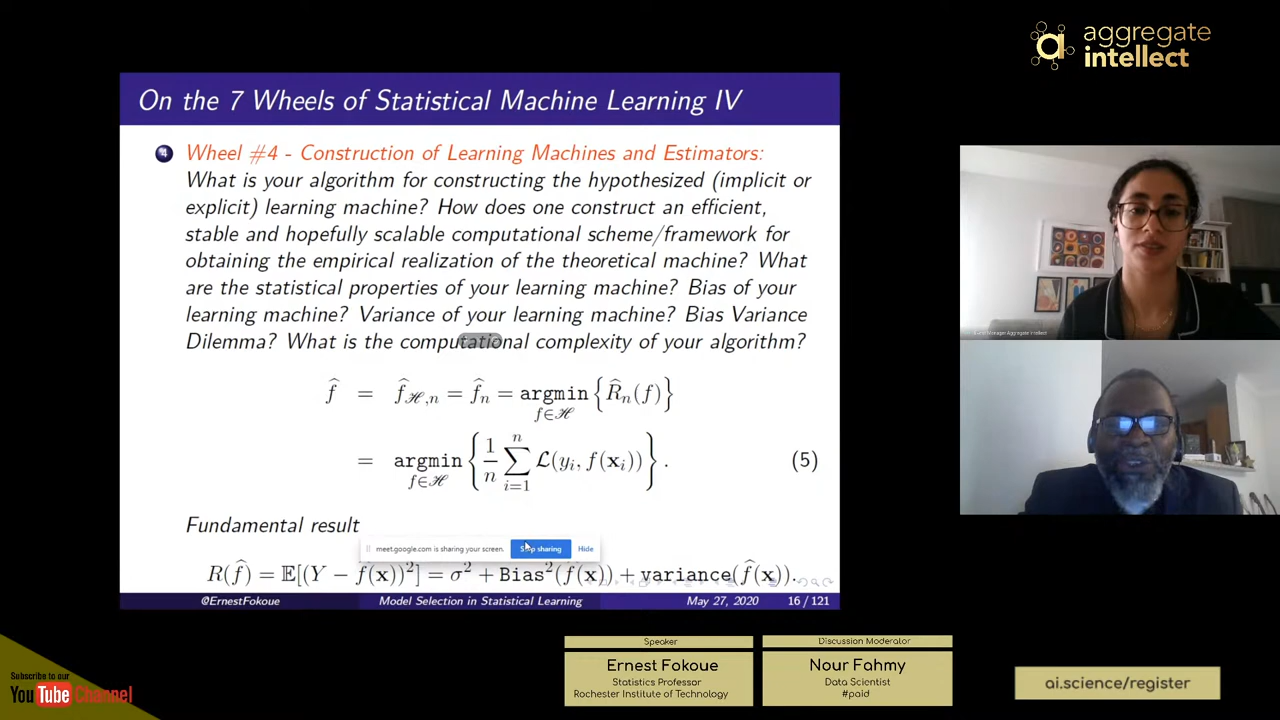 aggregate
intellect
On the 7 Wheels of Statistical Machine Learning IV
4 Wheel #4 - Construction of Learning Machines and Estimators:
What is your algorithm for constructing the hypothesized (implicit or
explicit) learning machine? How does one construct an efficient,
stable and hopefully scalable computational scheme/framework for
obtaining the empirical realization of the theoretical machine? What
are the statistical properties of your learning machine? Bias of your
learning machine? Variance of your learning machine? Bias Variance
Dilemma? What is the computational complexity of your algorithm?
f̂ = f̂_ℋ,n = f̂_n = argmin_{f∈ℋ} { R̂_n(f) }
= argmin_{f∈ℋ} { 1/n ∑_{i=1}^{n} ℒ(y_i, f(𝐱_i)) } . (5)
Fundamental result
meet.google.com is sharing your screen. Stop sharing Hide
R(f̂) = 𝔼[(Y − f̂(𝐱))²] = σ² + Bias²(f̂(𝐱)) + variance(f̂(𝐱)).
@ErnestFokoue Model Selection in Statistical Learning May 27, 2020 16 / 121
Manager Aggregate Intellect
Speaker
Ernest Fokoue
Statistics Professor
Rochester Institute of Technology
Discussion Moderator
Nour Fahmy
Data Scientist
#paid
Subscribe to our
YouTube Channel
ai.science/register